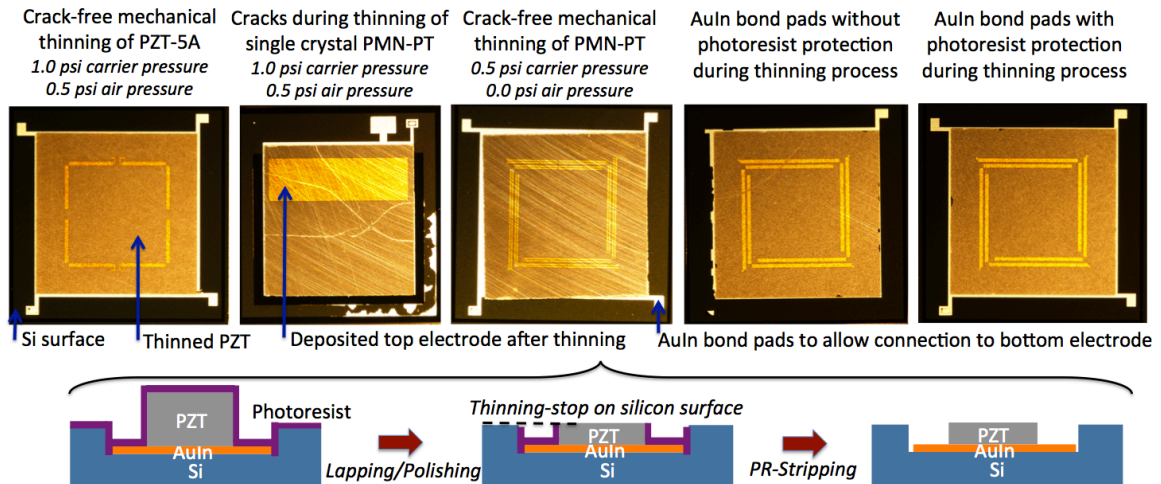 Crack-free mechanical
thinning of PZT-5A
1.0 psi carrier pressure
0.5 psi air pressure
Cracks during thinning of
single crystal PMN-PT
1.0 psi carrier pressure
0.5 psi air pressure
Crack-free mechanical
thinning of PMN-PT
0.5 psi carrier pressure
0.0 psi air pressure
AuIn bond pads without
photoresist protection
during thinning process
AuIn bond pads with
photoresist protection
during thinning process
Si surface
Thinned PZT
Deposited top electrode after thinning
AuIn bond pads to allow connection to bottom electrode
PZT
AuIn
Si
Photoresist
Lapping/Polishing
Thinning-stop on silicon surface
PZT
AuIn
Si
PR-Stripping
PZT
AuIn
Si